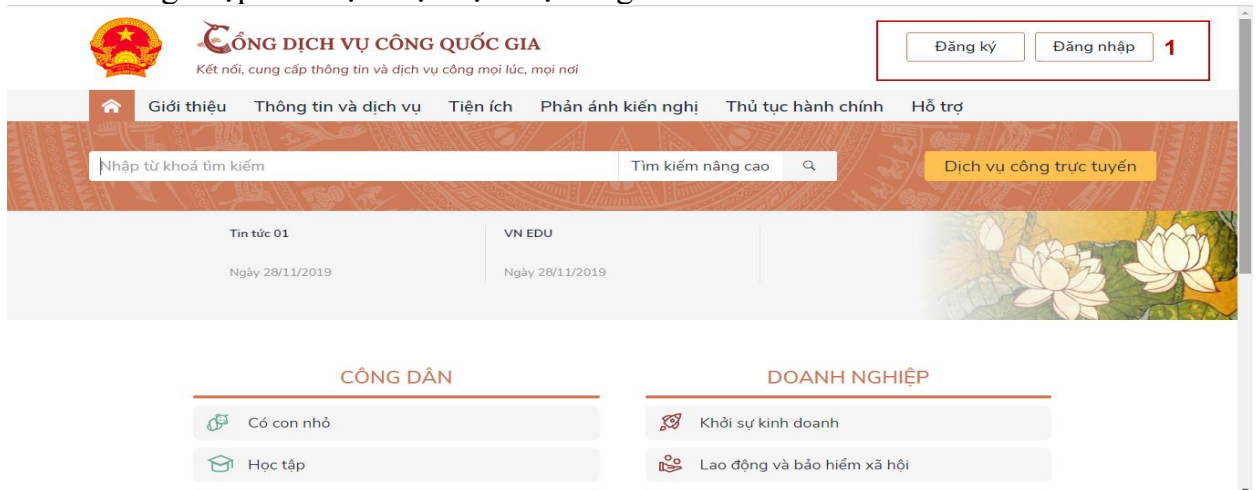 CỔNG DỊCH VỤ CÔNG QUỐC GIA
Kết nối, cung cấp thông tin và dịch vụ công mọi lúc, mọi nơi
Đăng ký Đăng nhập 1
Giới thiệu Thông tin và dịch vụ Tiện ích Phản ánh kiến nghị Thủ tục hành chính Hỗ trợ
Nhập từ khoá tìm kiếm Tìm kiếm nâng cao Dịch vụ công trực tuyến
Tin tức 01 VN EDU
Ngày 28/11/2019 Ngày 28/11/2019
CÔNG DÂN DOANH NGHIỆP
Có con nhỏ Khởi sự kinh doanh
Học tập Lao động và bảo hiểm xã hội